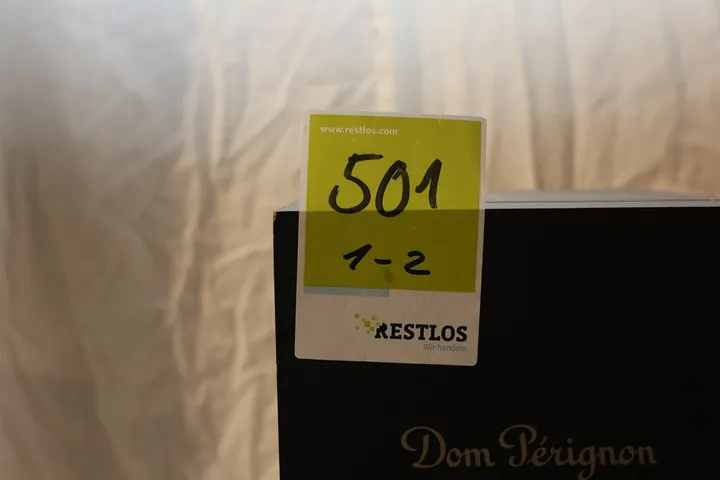 www.restlos.com
501
1-2
RESTLOS
Wir handeln
Dom Pérignon